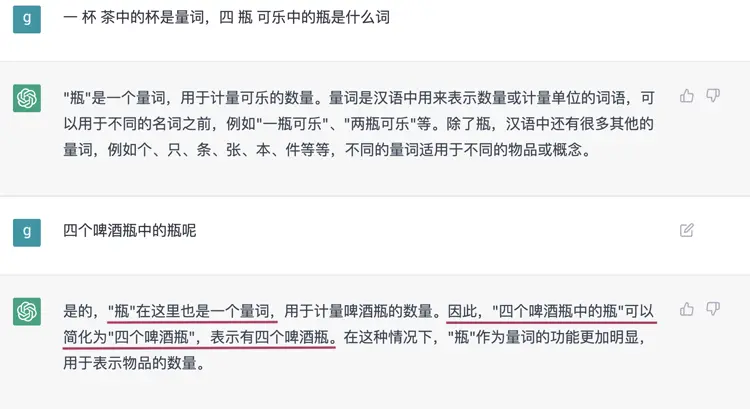 g
一 杯 茶中的杯是量词，四 瓶 可乐中的瓶是什么词
"瓶"是一个量词，用于计量可乐的数量。量词是汉语中用来表示数量或计量单位的词语，可
以用于不同的名词之前，例如"一瓶可乐"、"两瓶可乐"等。除了瓶，汉语中还有很多其他的
量词，例如个、只、条、张、本、件等等，不同的量词适用于不同的物品或概念。
g
四个啤酒瓶中的瓶呢
是的，"瓶"在这里也是一个量词，用于计量啤酒瓶的数量。因此，"四个啤酒瓶中的瓶"可以
简化为"四个啤酒瓶"，表示有四个啤酒瓶。在这种情况下，"瓶"作为量词的功能更加明显，
用于表示物品的数量。